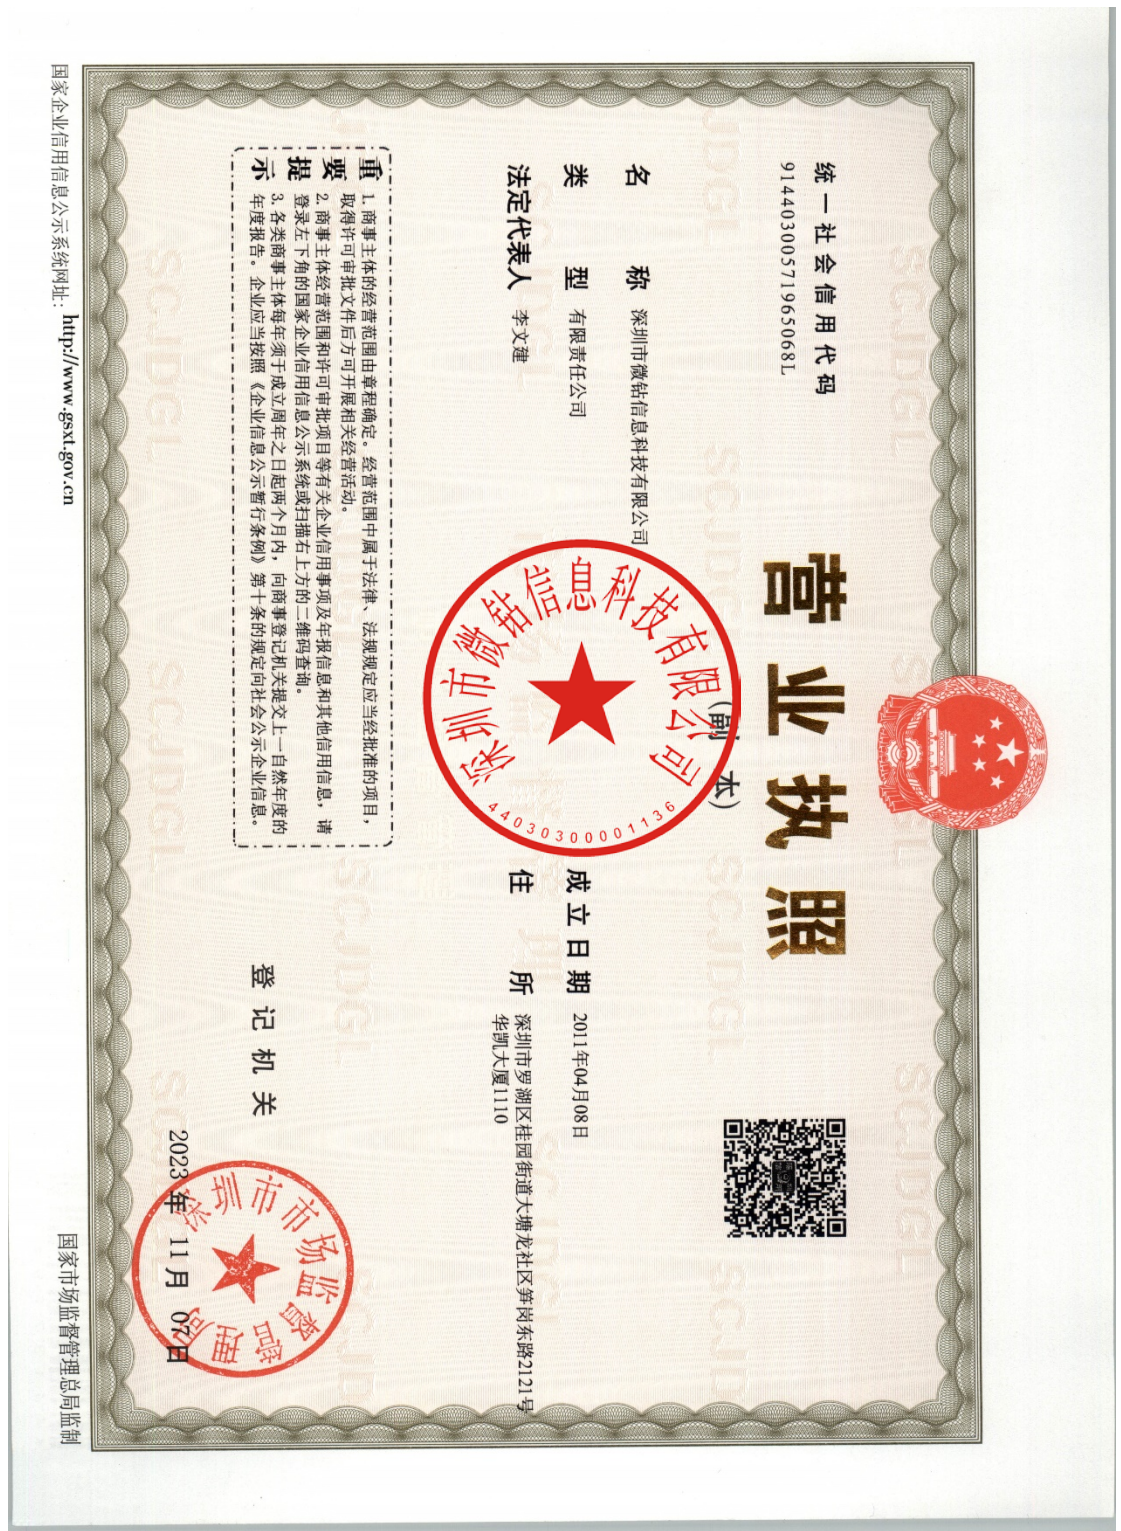 统一社会信用代码
91440300571965068L
营业执照
(副 本)
名 称 深圳市微钻信息科技有限公司
类 型 有限责任公司
法定代表人 李文建
成立日期 2011年04月08日
住 所 深圳市罗湖区桂园街道大塘龙社区笋岗东路2121号
华凯大厦1110
深圳市微钻信息科技有限公司
44030300001136
重要提示
1. 商事主体的经营范围由章程确定。经营范围中属于法律、法规规定应当经批准的项目,
取得许可审批文件后方可开展相关经营活动。
2. 商事主体经营范围和许可审批项目等有关企业信用事项及年报信息和其他信用信息,请
登录左下角的国家企业信用信息公示系统或扫描右上方的二维码查询。
3. 各类商事主体每年须于成立周年之日起两个月内,向商事登记机关提交上一自然年度的
年度报告。企业应当按照《企业信息公示暂行条例》第十条的规定向社会公示企业信息。
登记机关
深圳市市场监督管理局
2023年 11月 07日
国家企业信用信息公示系统网址: http://www.gsxt.gov.cn
国家市场监督管理总局监制
SCJDGL